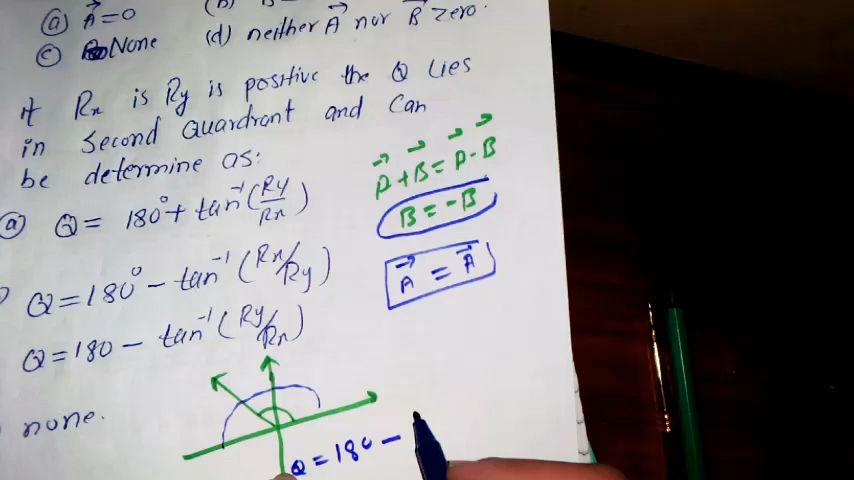 (a) A⃗ = 0
(c) None (d) neither A⃗ nor B⃗ zero.
if Rx is Ry is positive the Q Lies
in Second Quardrant and Can
be determine as:
(a) Q = 180° + tan⁻¹(Ry/Rx)
Q = 180° − tan⁻¹(Rx/Ry)
Q = 180 − tan⁻¹(Ry/Rx)
none.
A⃗ + B⃗ = A⃗ - B⃗
B = -B
A⃗ = A⃗
Q = 180 −